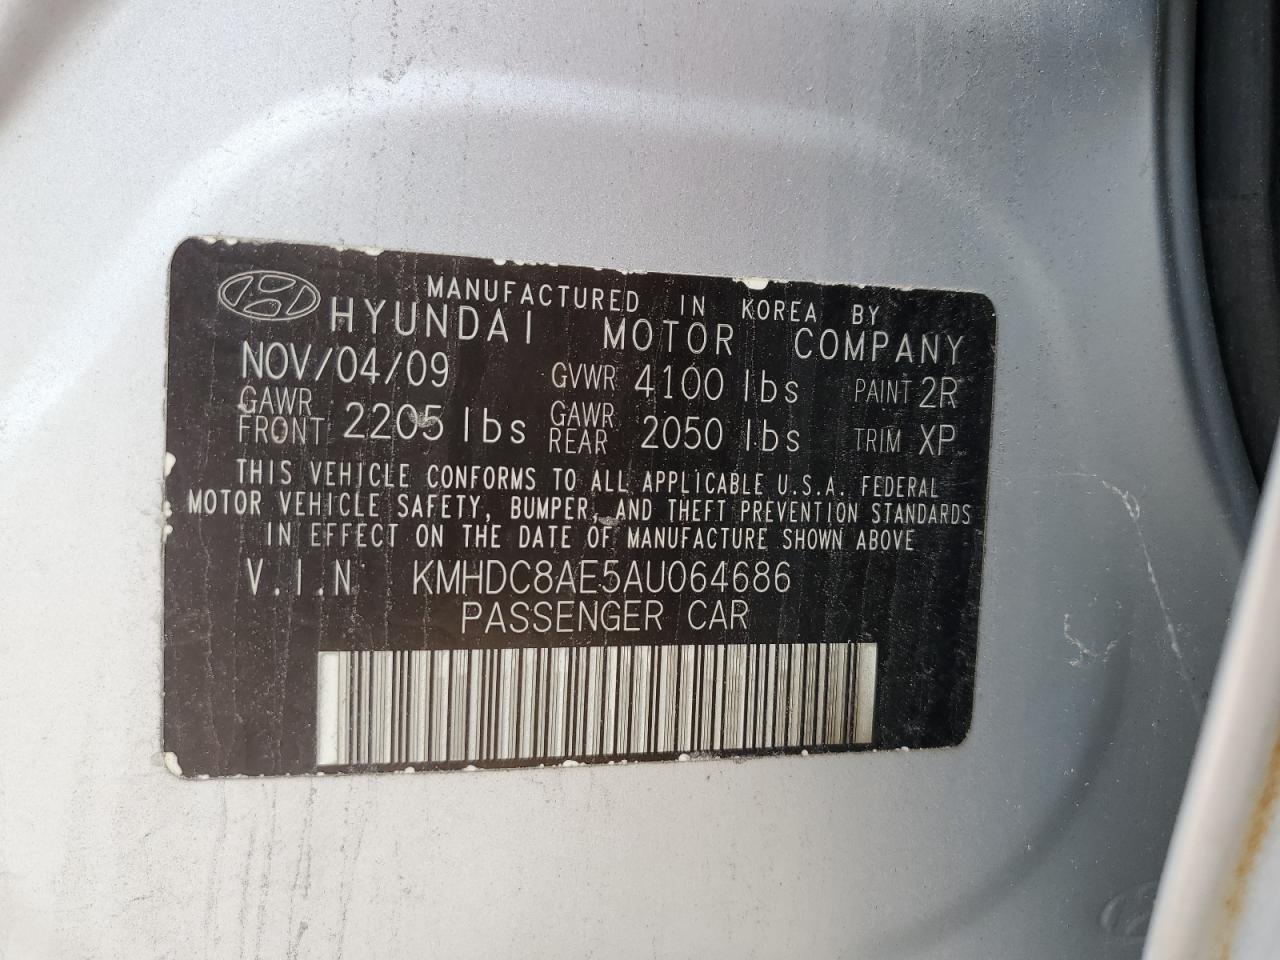 MANUFACTURED IN KOREA BY
HYUNDAI MOTOR COMPANY
NOV/04/09 GVWR 4100 lbs PAINT 2R
GAWR FRONT 2205 lbs GAWR REAR 2050 lbs TRIM XP
THIS VEHICLE CONFORMS TO ALL APPLICABLE U.S.A. FEDERAL
MOTOR VEHICLE SAFETY, BUMPER, AND THEFT PREVENTION STANDARDS
IN EFFECT ON THE DATE OF MANUFACTURE SHOWN ABOVE
V.I.N KMHDC8AE5AU064686
PASSENGER CAR